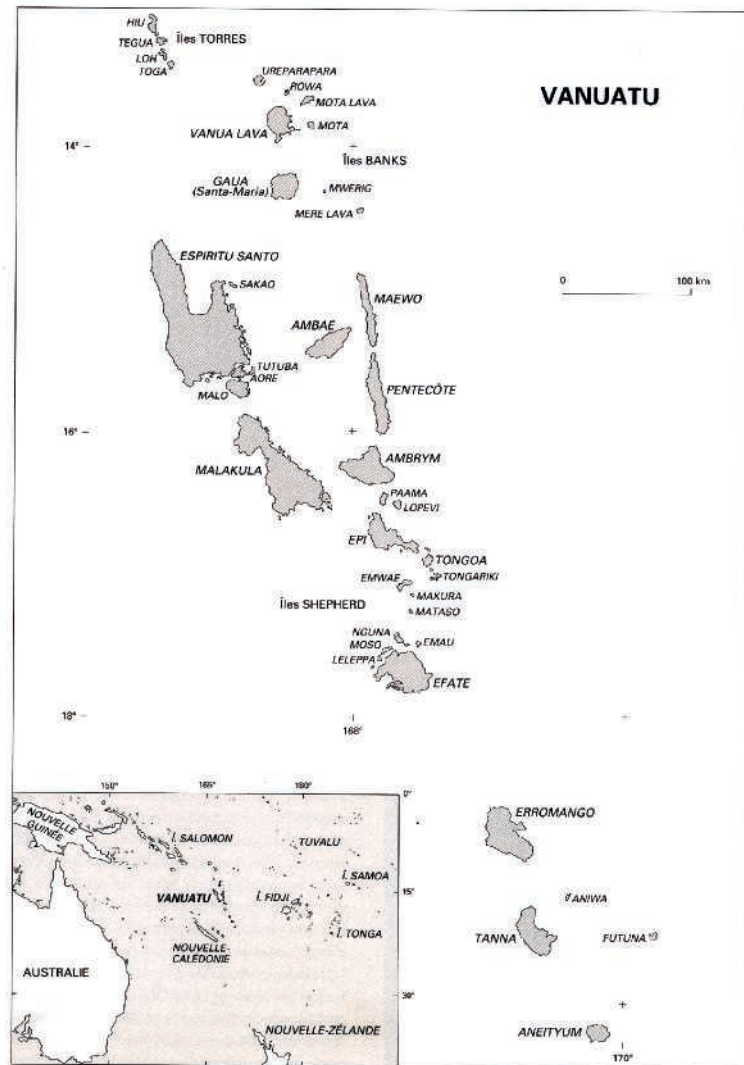 HIU
Îles TORRES
TEGUA
LOH
TOGA
UREPARAPARA
ROWA
MOTA LAVA
VANUATU
VANUA LAVA
MOTA
14°
Îles BANKS
GAUA
(Santa-Maria)
MWERIG
MERE LAVA
ESPIRITU SANTO
SAKAO
0 100 km
MAEWO
AMBAE
TUTUBA
AORE
MALO
PENTECÔTE
16°
AMBRYM
MALAKULA
PAAMA
LOPEVI
EPI
TONGOA
EMWAE
TONGARIKI
MAKURA
Îles SHEPHERD
MATASO
NGUNA
MOSO
EMAU
LELEPPA
EFATE
18°
168°
150° 165° 180° 0°
NOUVELLE
GUINÉE
Î. SALOMON
TUVALU
Î. SAMOA
VANUATU
Î. FIDJI
15°
Î. TONGA
NOUVELLE-
CALÉDONIE
AUSTRALIE
30°
NOUVELLE-ZÉLANDE
ERROMANGO
ANIWA
TANNA
FUTUNA
ANEITYUM
170°